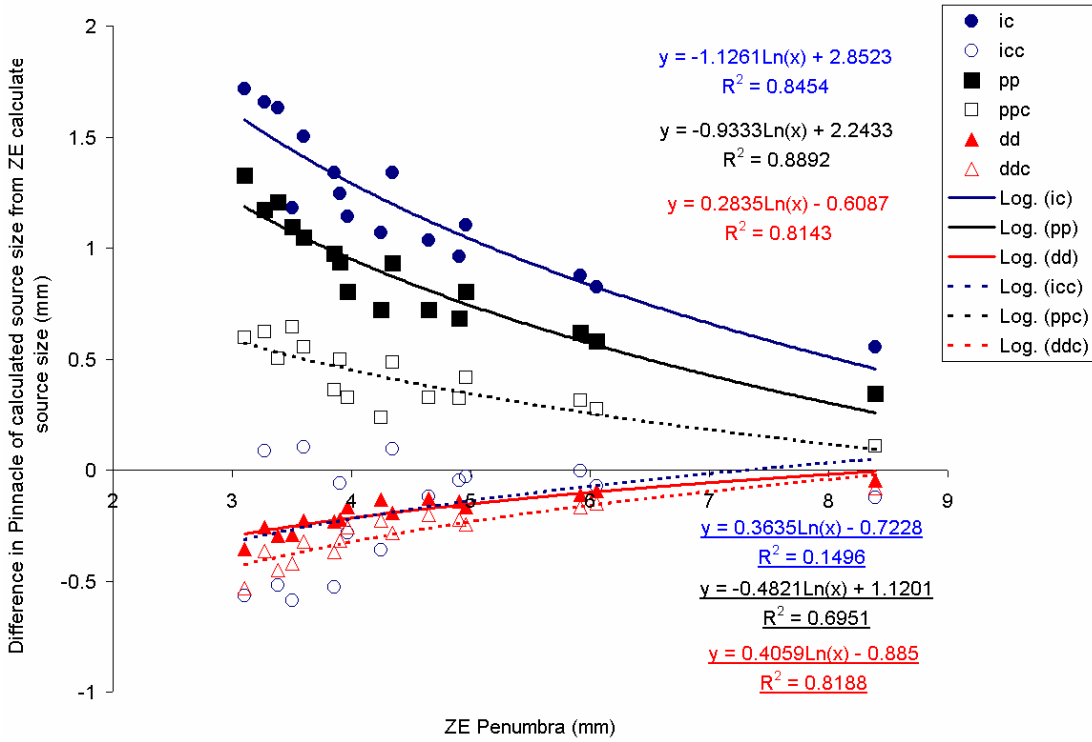 Difference in Pinnacle of calculated source size from ZE calculate
source size (mm)
2
1.5
1
0.5
0
-0.5
-1
2
3
4
5
6
7
8
9
ZE Penumbra (mm)
y = -1.1261Ln(x) + 2.8523
R² = 0.8454
y = -0.9333Ln(x) + 2.2433
R² = 0.8892
y = 0.2835Ln(x) - 0.6087
R² = 0.8143
y = 0.3635Ln(x) - 0.7228
R² = 0.1496
y = -0.4821Ln(x) + 1.1201
R² = 0.6951
y = 0.4059Ln(x) - 0.885
R² = 0.8188
ic
icc
pp
ppc
dd
ddc
Log. (ic)
Log. (pp)
Log. (dd)
Log. (icc)
Log. (ppc)
Log. (ddc)